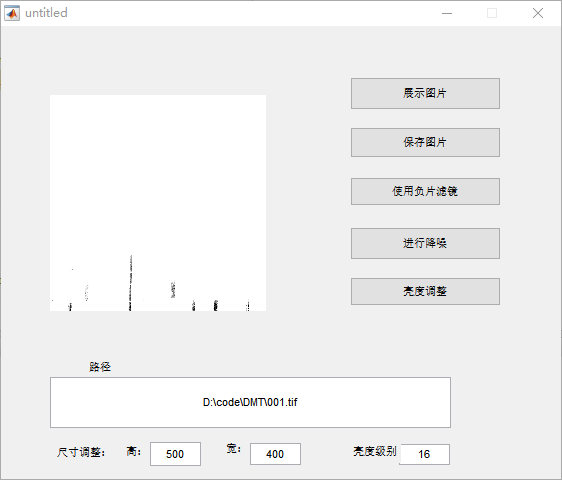 untitled
展示图片
保存图片
使用负片滤镜
进行降噪
亮度调整
路径
D:\code\DMT\001.tif
尺寸调整： 高： 500 宽： 400 亮度级别 16